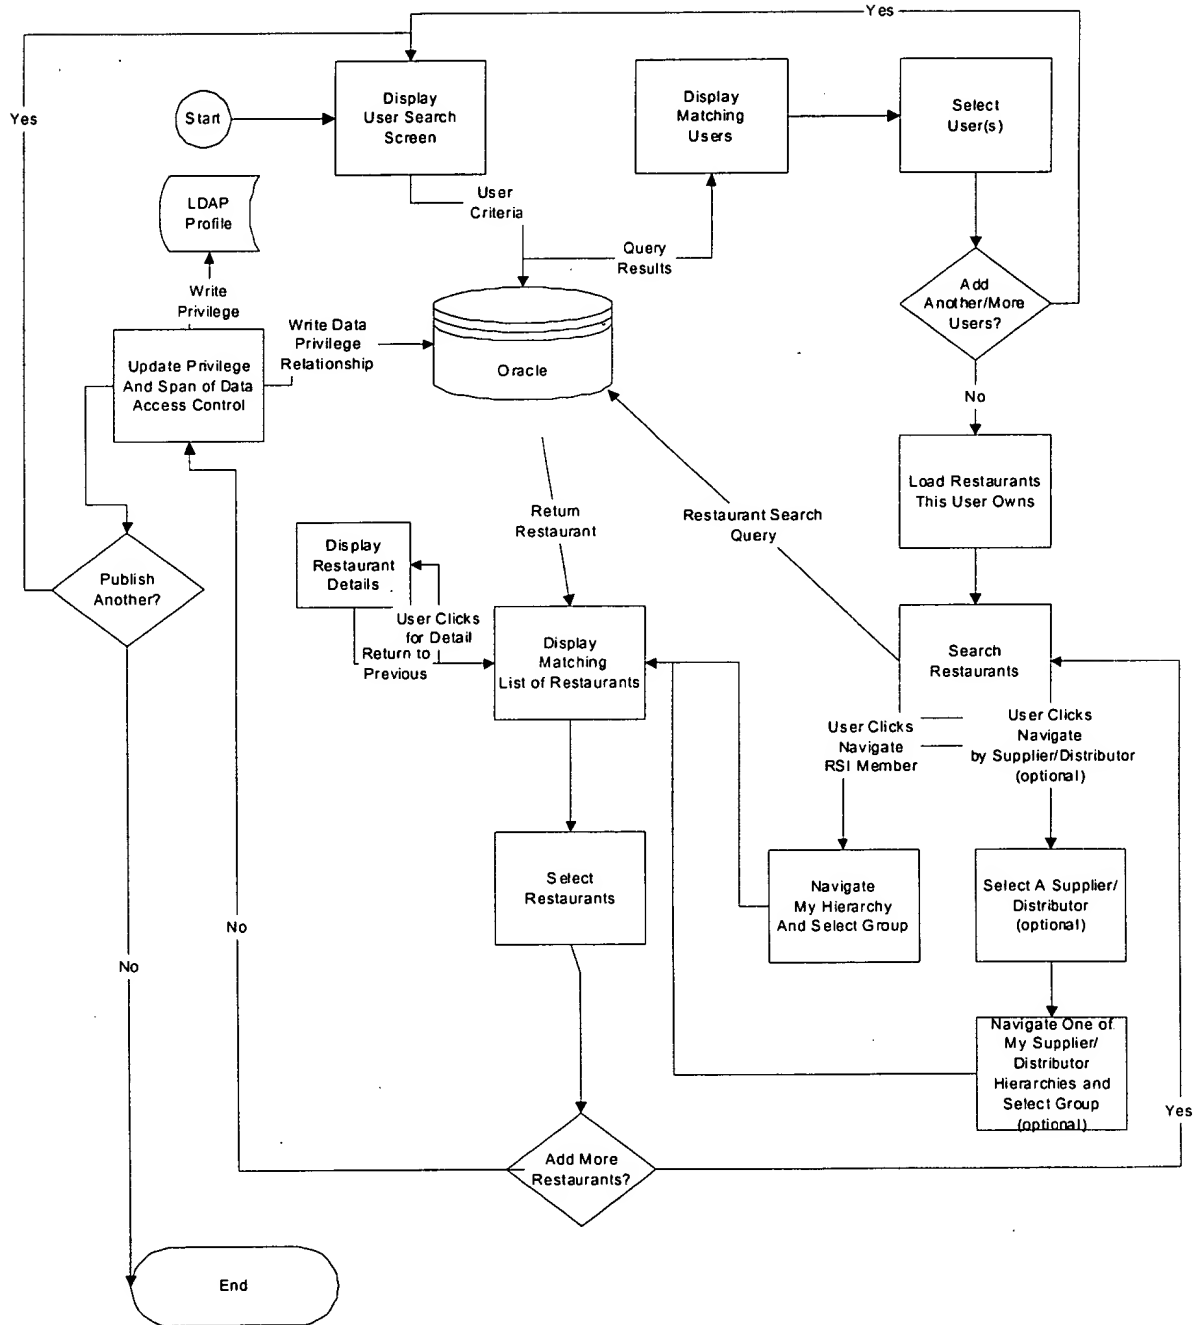 Yes
Yes
Start
Display
User Search
Screen
Display
Matching
Users
Select
User(s)
LDAP
Profile
User
Criteria
Query
Results
Add
Another/More
Users?
Write
Privilege
Write Data
Privilege
Relationship
Update Privilege
And Span of Data
Access Control
Oracle
No
Load Restaurants
This User Owns
Return
Restaurant
Restaurant Search
Query
Display
Restaurant
Details
Publish
Another?
User Clicks
for Detail
Return to
Previous
Display
Matching
List of Restaurants
Search
Restaurants
User Clicks
Navigate
RSI Member
User Clicks
Navigate
by Supplier/Distributor
(optional)
Select
Restaurants
Navigate
My Hierarchy
And Select Group
Select A Supplier/
Distributor
(optional)
No
No
Navigate One of
My Supplier/
Distributor
Hierarchies and
Select Group
(optional)
Yes
Add More
Restaurants?
End